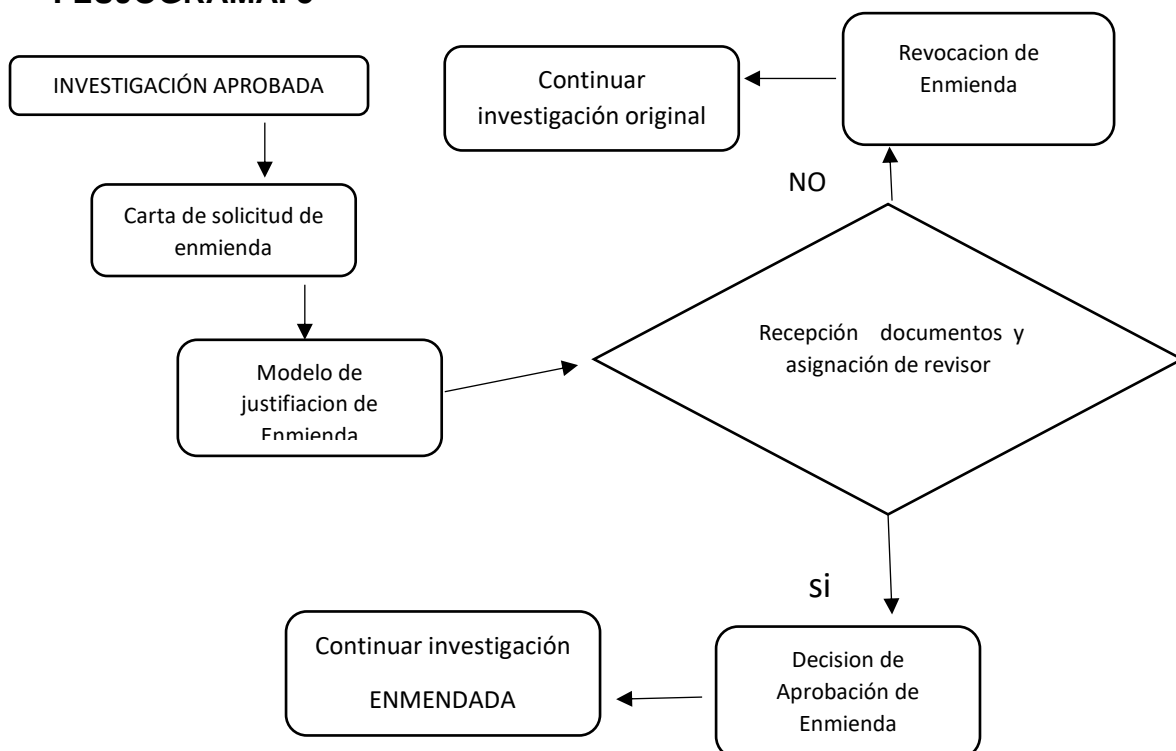 INVESTIGACIÓN APROBADA
Carta de solicitud de
enmienda
Modelo de
justifiacion de
Enmienda
Recepción documentos y
asignación de revisor
NO
Revocacion de
Enmienda
Continuar
investigación original
si
Decision de
Aprobación de
Enmienda
Continuar investigación
ENMENDADA